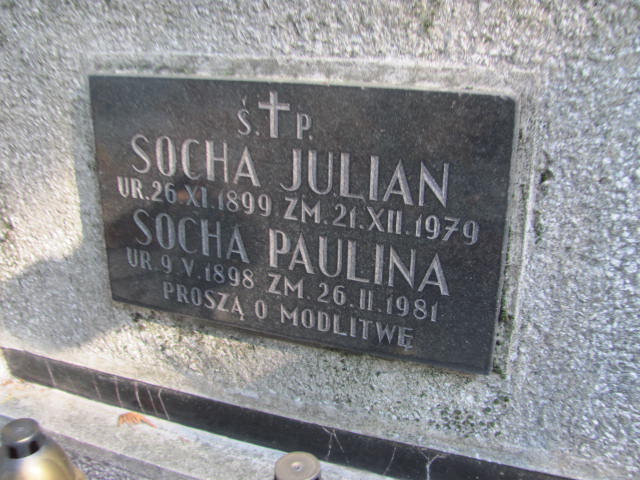 Ś. P.
SOCHA JULIAN
UR. 26. XI. 1899 ZM. 21. XII. 1979
SOCHA PAULINA
UR. 9. V. 1898 ZM. 26. II. 1981
PROSZĄ O MODLITWĘ